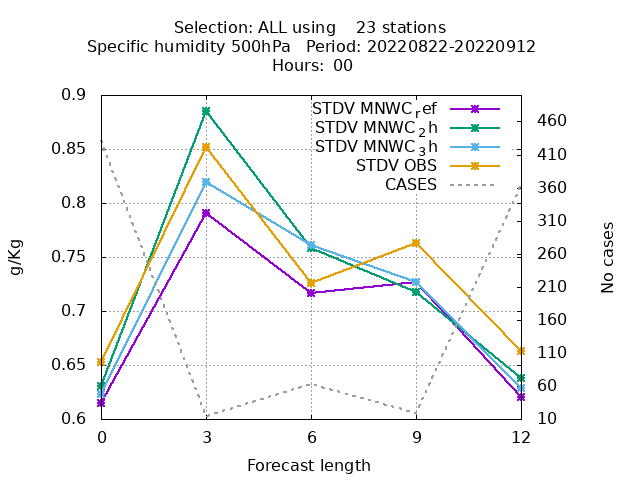 Selection: ALL using    23 stations
Specific humidity 500hPa   Period: 20220822-20220912
Hours:  00
STDV MNWC_ref
STDV MNWC_2h
STDV MNWC_3h
STDV OBS
CASES
0.9
0.85
0.8
0.75
0.7
0.65
0.6
g/Kg
460
410
360
310
260
210
160
110
60
10
No cases
0 3 6 9 12
Forecast length